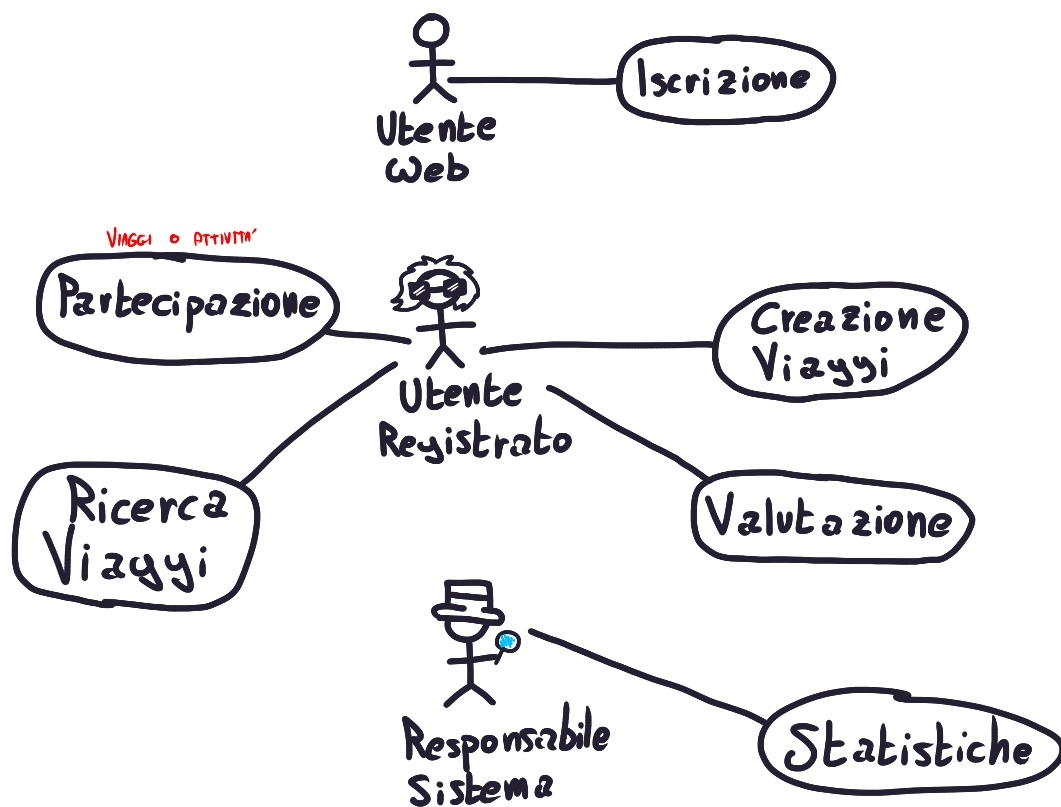 Iscrizione
Utente
Web
VIAGGI O ATTIVITA'
Partecipazione
Creazione
Viaggi
Utente
Registrato
Ricerca
Viaggi
Valutazione
Responsabile
Sistema
Statistiche